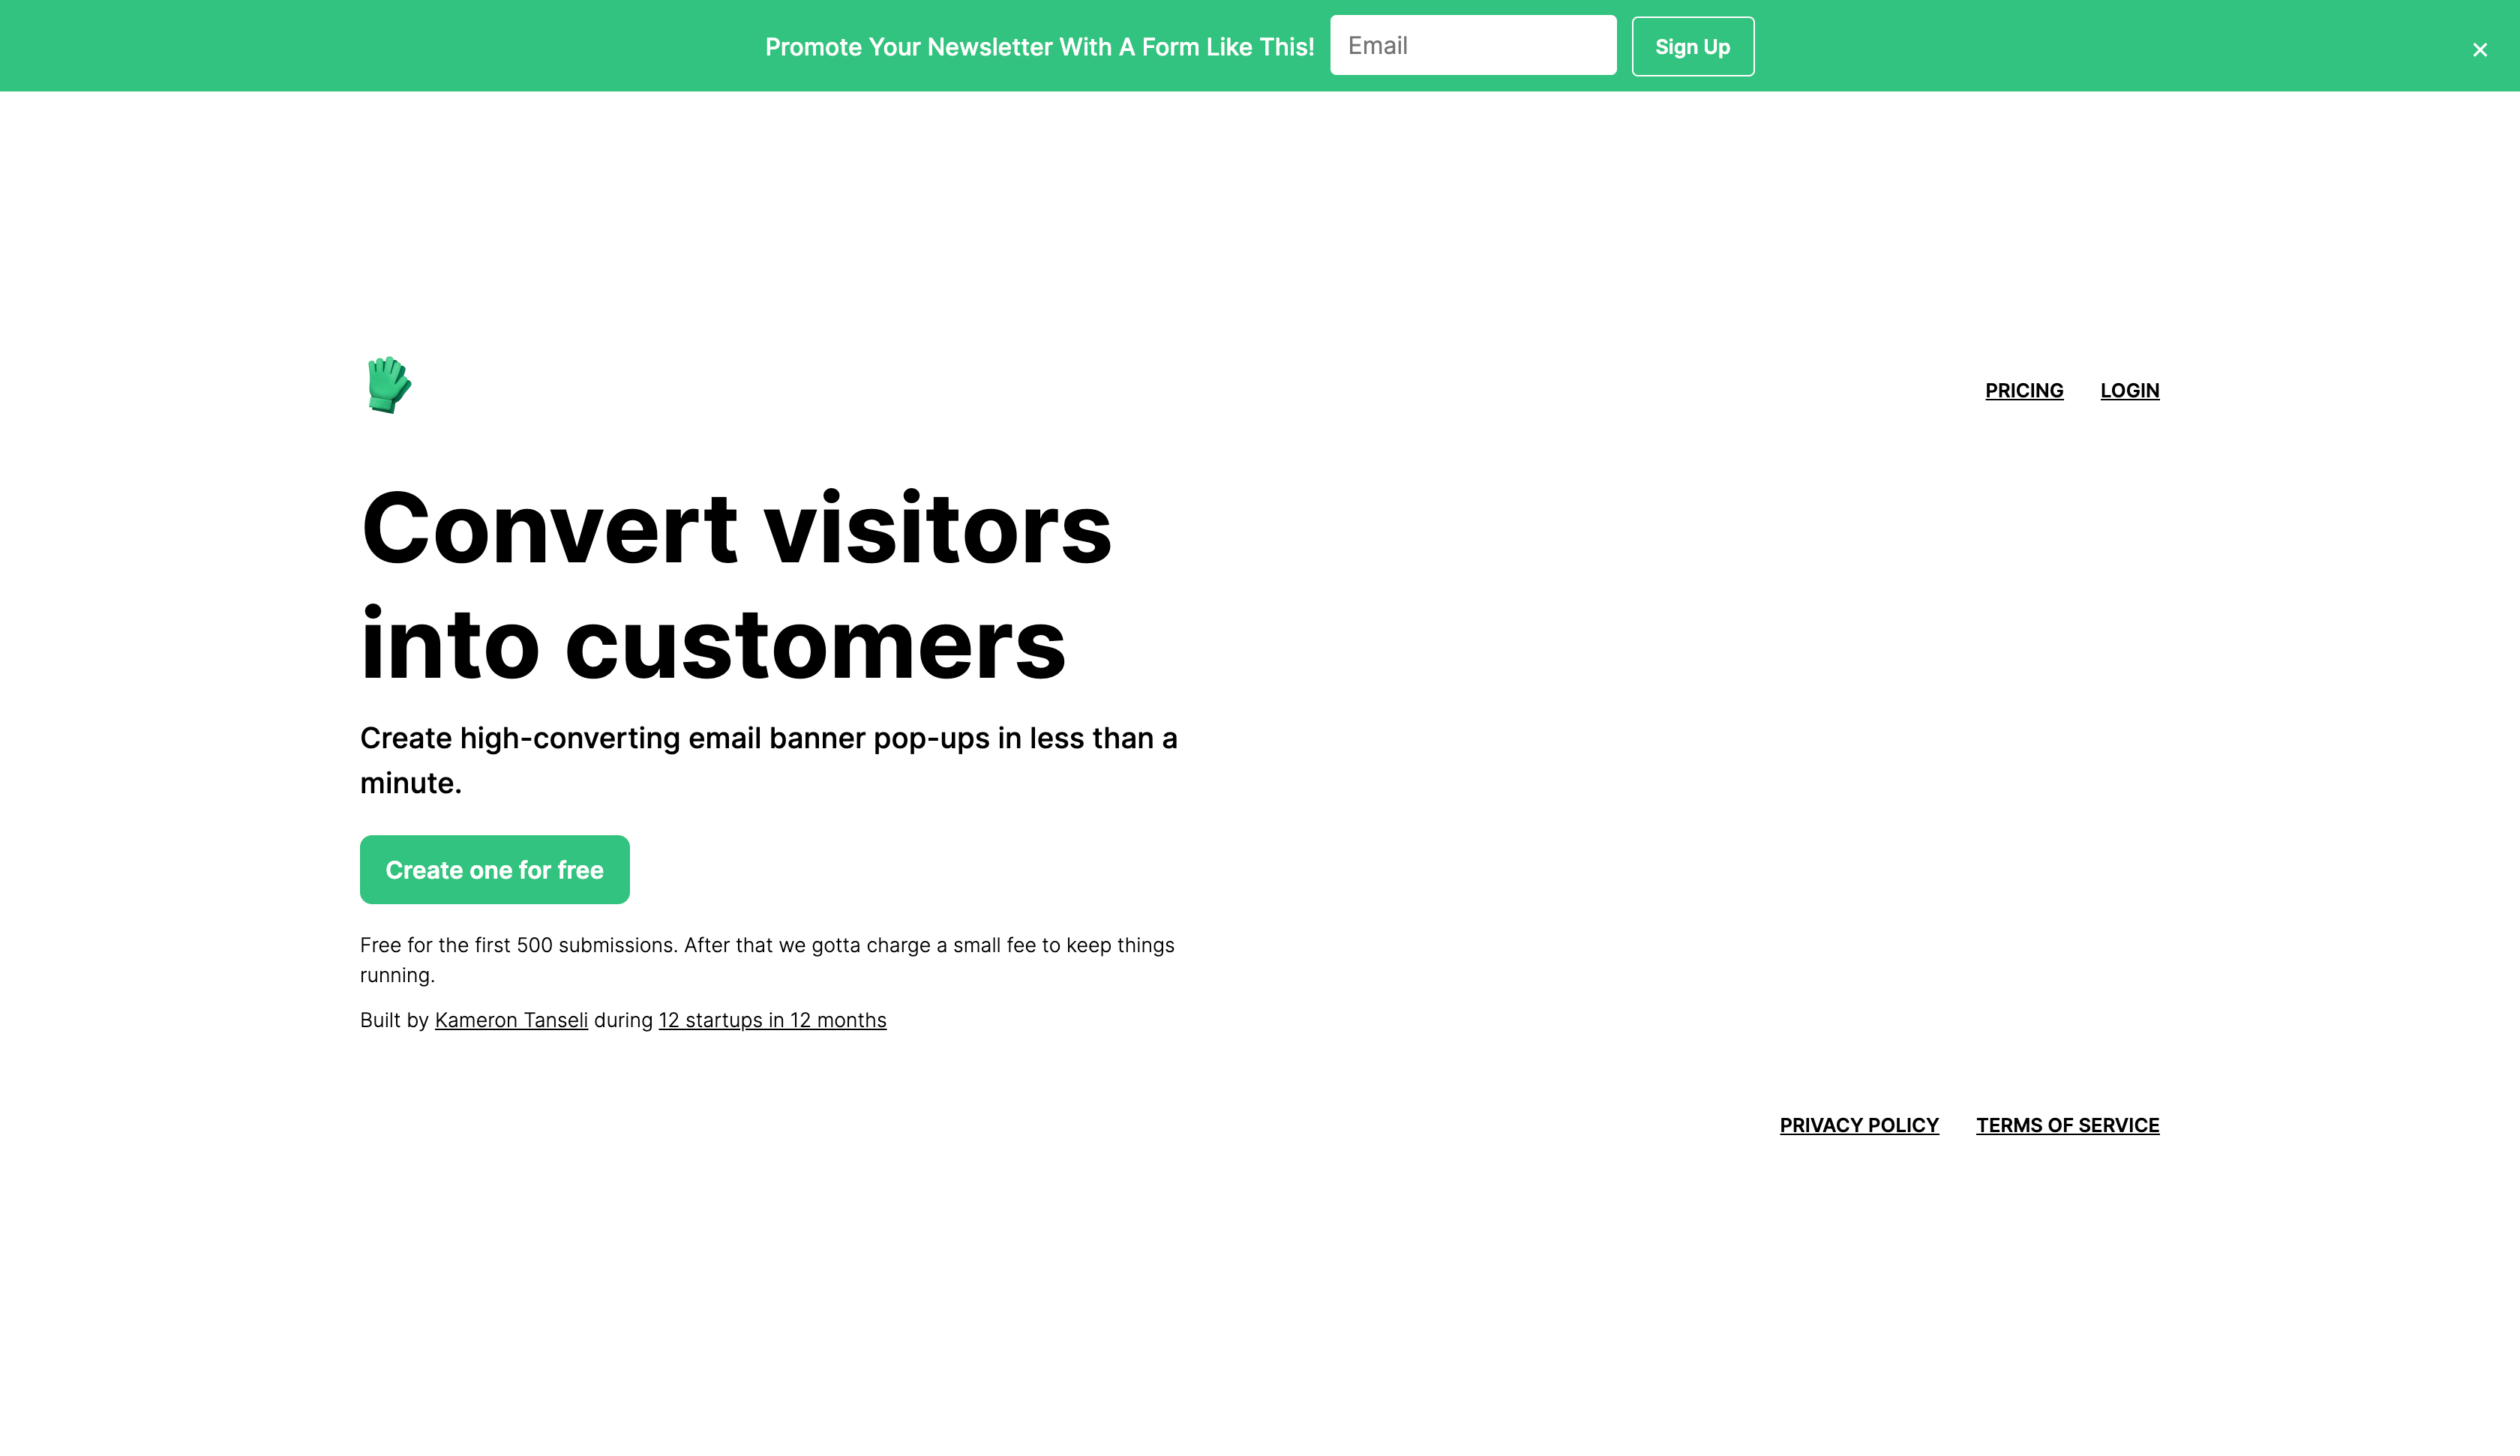 Promote Your Newsletter With A Form Like This! Email Sign Up ×
PRICING LOGIN
Convert visitors
into customers
Create high-converting email banner pop-ups in less than a
minute.
Create one for free
Free for the first 500 submissions. After that we gotta charge a small fee to keep things
running.
Built by Kameron Tanseli during 12 startups in 12 months
PRIVACY POLICY TERMS OF SERVICE